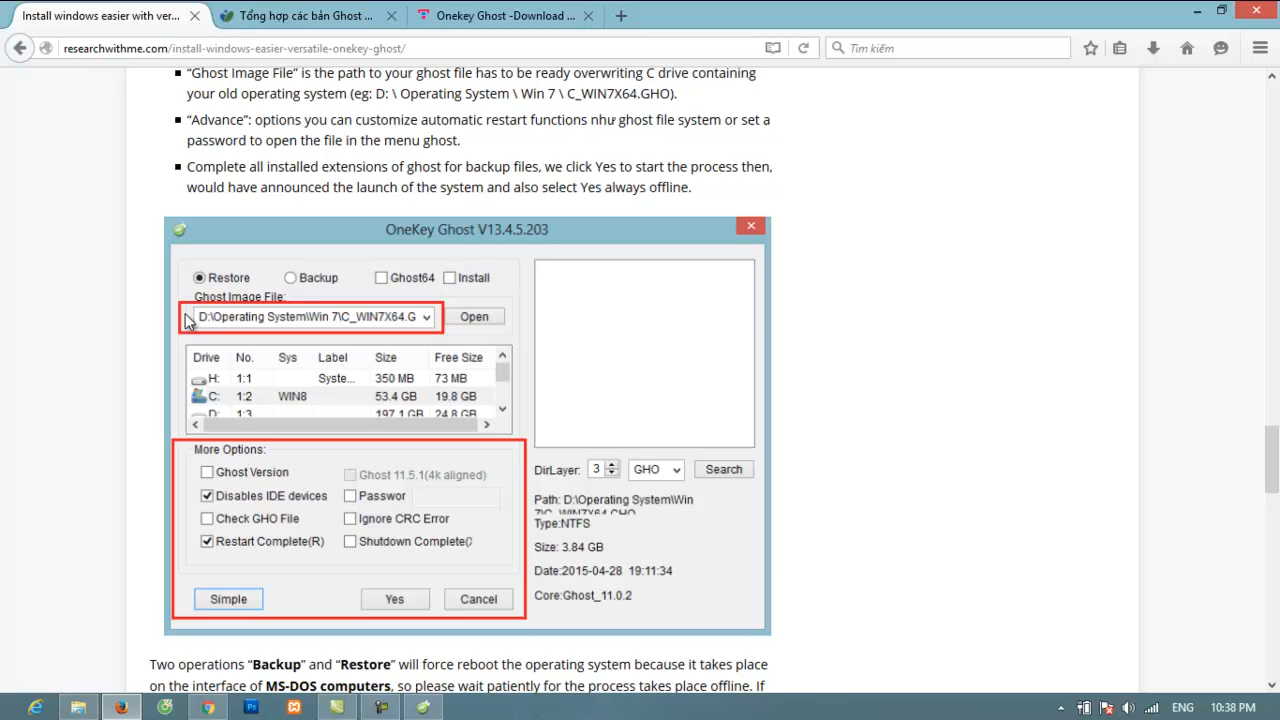 Install windows easier with ver...
Tổng hợp các bản Ghost ...
Onekey Ghost -Download ...
researchwithme.com/install-windows-easier-versatile-onekey-ghost/
Tìm kiếm
"Ghost Image File" is the path to your ghost file has to be ready overwriting C drive containing
your old operating system (eg: D: \ Operating System \ Win 7 \ C_WIN7X64.GHO).
"Advance": options you can customize automatic restart functions như ghost file system or set a
password to open the file in the menu ghost.
Complete all installed extensions of ghost for backup files, we click Yes to start the process then,
would have announced the launch of the system and also select Yes always offline.
OneKey Ghost V13.4.5.203
Restore Backup Ghost64 Install
Ghost Image File:
D:\Operating System\Win 7\C_WIN7X64.G Open
Drive No. Sys Label Size Free Size
H: 1:1 Syste... 350 MB 73 MB
C: 1:2 WIN8 53.4 GB 19.8 GB
D: 1:3 197.1 GB 24.8 GB
More Options:
Ghost Version Ghost 11.5.1(4k aligned)
Disables IDE devices Passwor
Check GHO File Ignore CRC Error
Restart Complete(R) Shutdown Complete(
Simple Yes Cancel
DirLayer: 3 GHO Search
Path: D:\Operating System\Win
7\C_WIN7X64.GHO
Type:NTFS
Size: 3.84 GB
Date:2015-04-28 19:11:34
Core:Ghost_11.0.2
Two operations "Backup" and "Restore" will force reboot the operating system because it takes place
on the interface of MS-DOS computers, so please wait patiently for the process takes place offline. If
ENG 10:38 PM